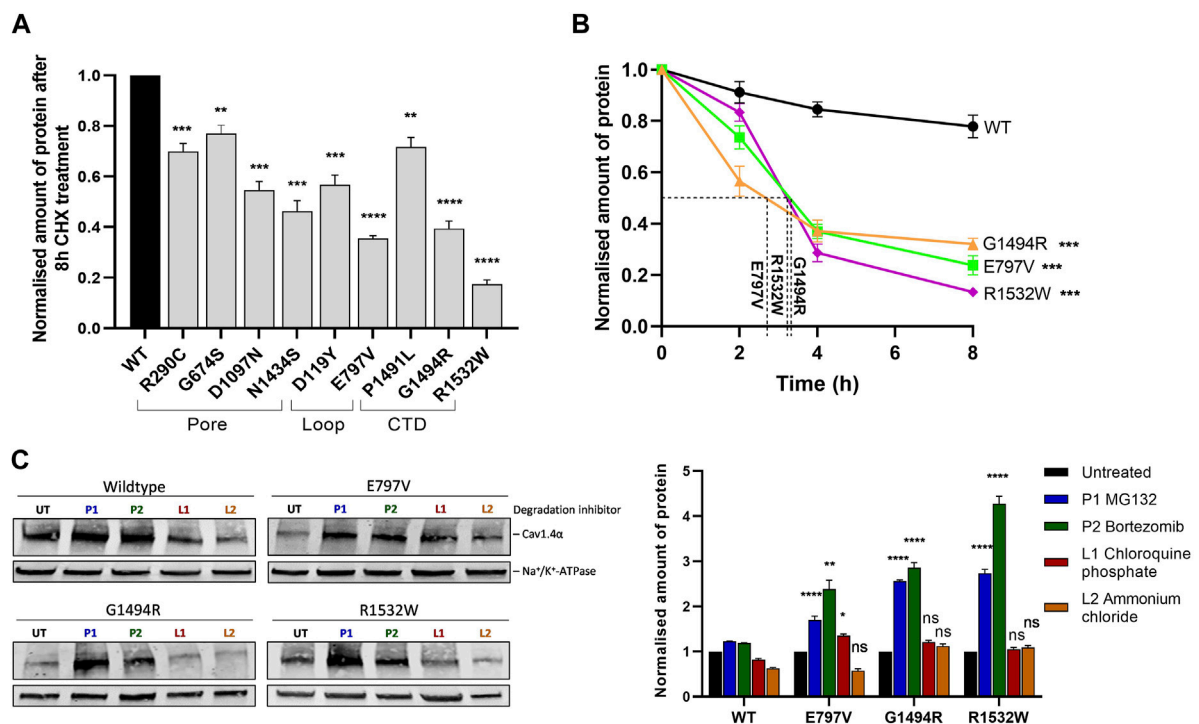 A
Normalised amount of protein after
8h CHX treatment
1.0
0.8
0.6
0.4
0.2
0.0
***
**
***
***
***
****
**
****
****
WT
R290C
G674S
D1097N
N1434S
D119Y
E797V
P1491L
G1494R
R1532W
Pore
Loop
CTD
B
Normalised amount of protein
1.0
0.8
0.6
0.4
0.2
0.0
WT
G1494R ***
E797V ***
R1532W ***
E797V
R1532W
G1494R
0
2
4
6
8
Time (h)
C
Wildtype
UT P1 P2 L1 L2
E797V
UT P1 P2 L1 L2
Degradation inhibitor
Cav1.4α
Na⁺/K⁺-ATPase
G1494R
UT P1 P2 L1 L2
R1532W
UT P1 P2 L1 L2
Normalised amount of protein
5
4
3
2
1
0
****
**
*
ns
****
****
ns
ns
****
****
ns
ns
WT
E797V
G1494R
R1532W
Untreated
P1 MG132
P2 Bortezomib
L1 Chloroquine
phosphate
L2 Ammonium
chloride